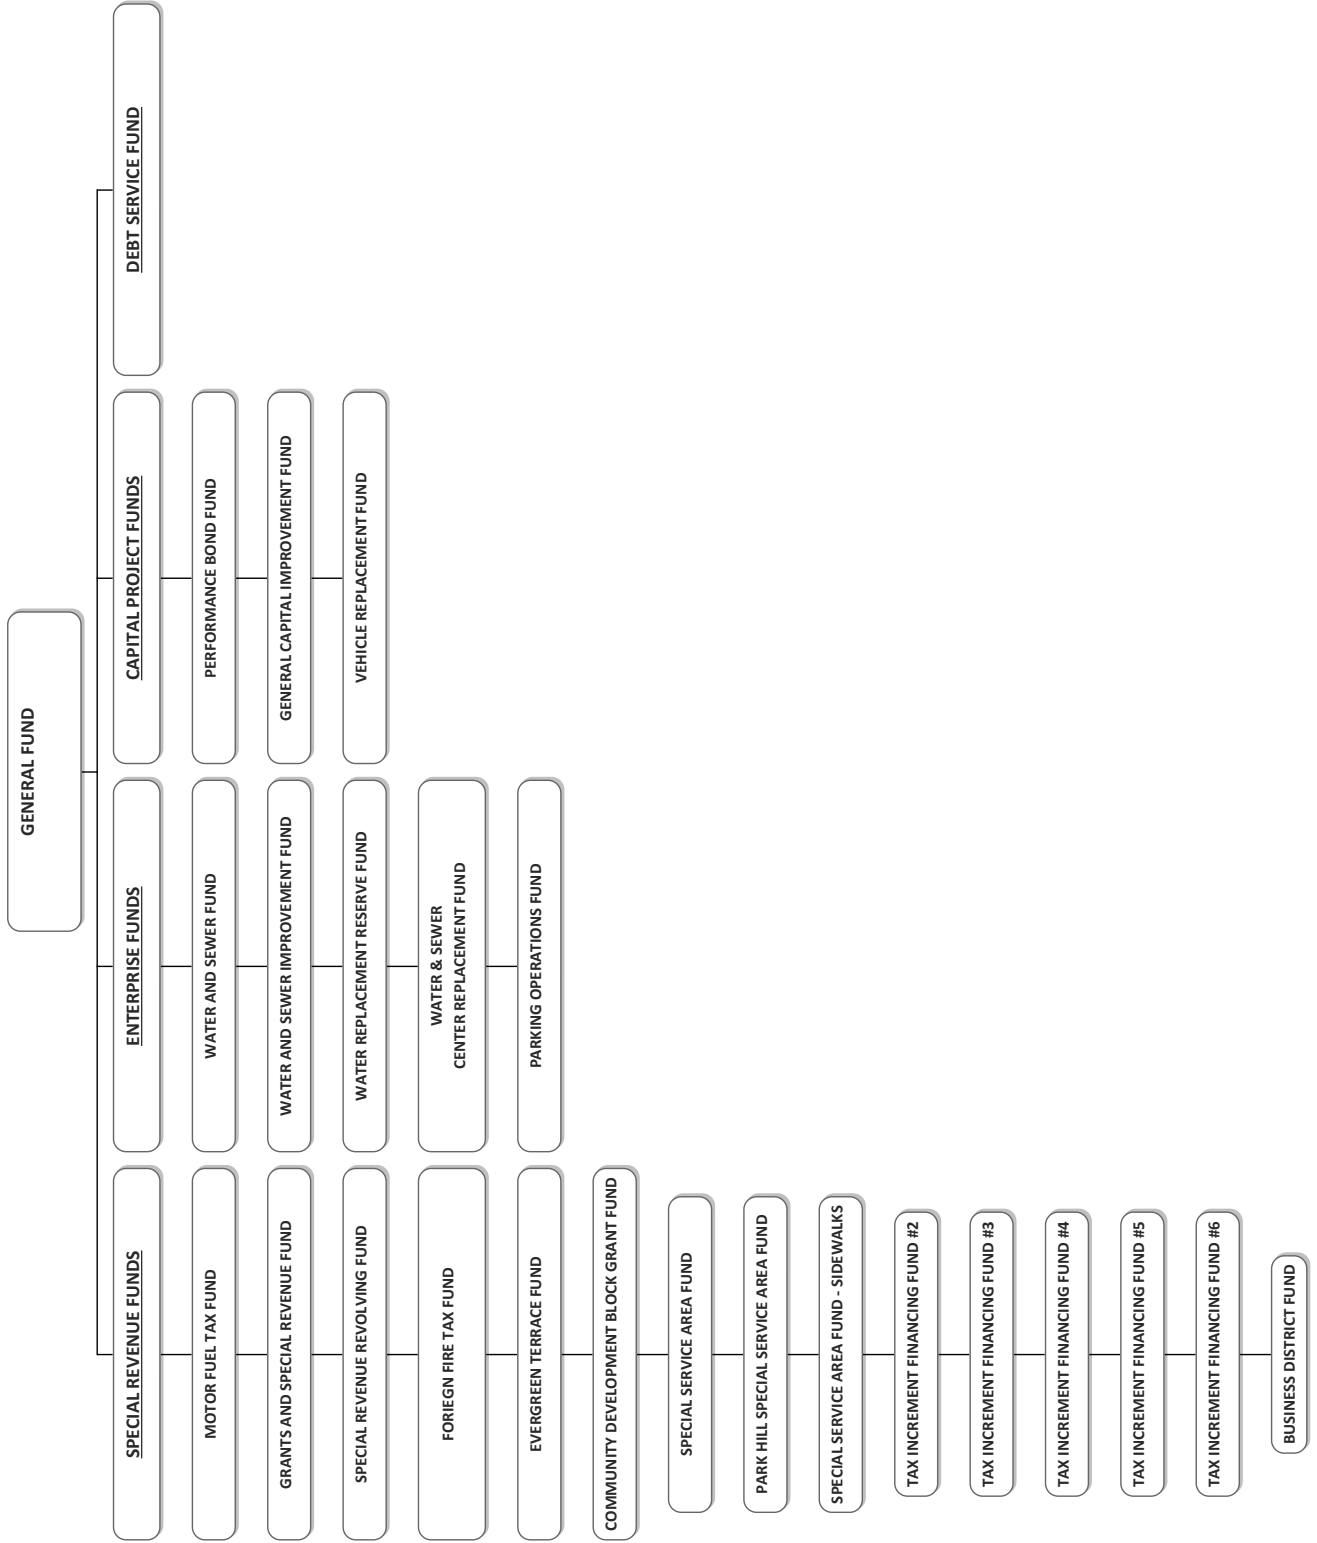 GENERAL FUND
SPECIAL REVENUE FUNDS
MOTOR FUEL TAX FUND
GRANTS AND SPECIAL REVENUE FUND
SPECIAL REVENUE REVOLVING FUND
FORIEGN FIRE TAX FUND
EVERGREEN TERRACE FUND
COMMUNITY DEVELOPMENT BLOCK GRANT FUND
SPECIAL SERVICE AREA FUND
PARK HILL SPECIAL SERVICE AREA FUND
SPECIAL SERVICE AREA FUND - SIDEWALKS
TAX INCREMENT FINANCING FUND #2
TAX INCREMENT FINANCING FUND #3
TAX INCREMENT FINANCING FUND #4
TAX INCREMENT FINANCING FUND #5
TAX INCREMENT FINANCING FUND #6
BUSINESS DISTRICT FUND
ENTERPRISE FUNDS
WATER AND SEWER FUND
WATER AND SEWER IMPROVEMENT FUND
WATER REPLACEMENT RESERVE FUND
WATER & SEWER
CENTER REPLACEMENT FUND
PARKING OPERATIONS FUND
CAPITAL PROJECT FUNDS
PERFORMANCE BOND FUND
GENERAL CAPITAL IMPROVEMENT FUND
VEHICLE REPLACEMENT FUND
DEBT SERVICE FUND